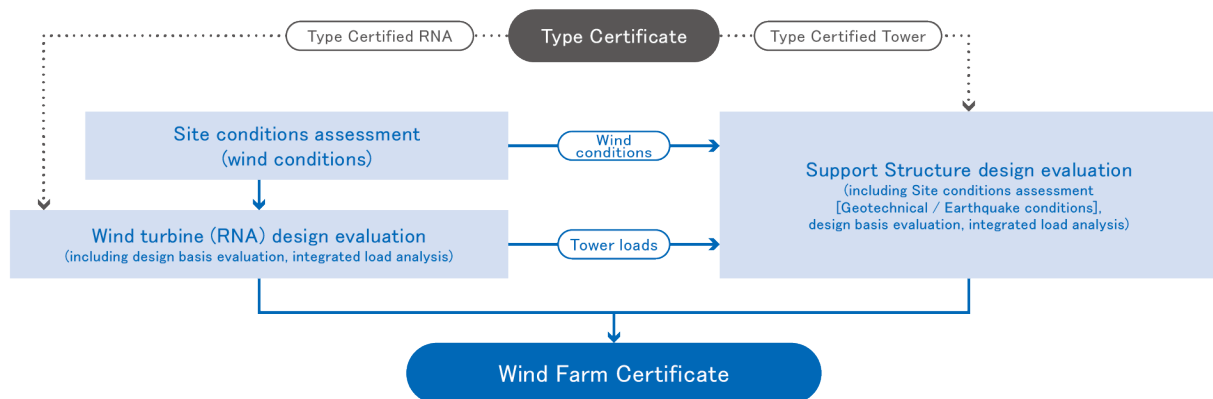 Type Certified RNA
Type Certificate
Type Certified Tower
Site conditions assessment
(wind conditions)
Wind
conditions
Support Structure design evaluation
(including Site conditions assessment
[Geotechnical / Earthquake conditions],
design basis evaluation, integrated load analysis)
Wind turbine (RNA) design evaluation
(including design basis evaluation, integrated load analysis)
Tower loads
Wind Farm Certificate